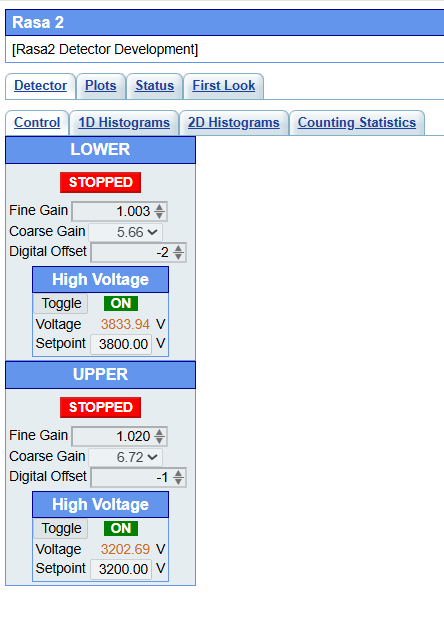 Rasa 2
[Rasa2 Detector Development]
Detector Plots Status First Look
Control 1D Histograms 2D Histograms Counting Statistics
LOWER
STOPPED
Fine Gain 1.003
Coarse Gain 5.66
Digital Offset -2
High Voltage
Toggle ON
Voltage 3833.94 V
Setpoint 3800.00 V
UPPER
STOPPED
Fine Gain 1.020
Coarse Gain 6.72
Digital Offset -1
High Voltage
Toggle ON
Voltage 3202.69 V
Setpoint 3200.00 V